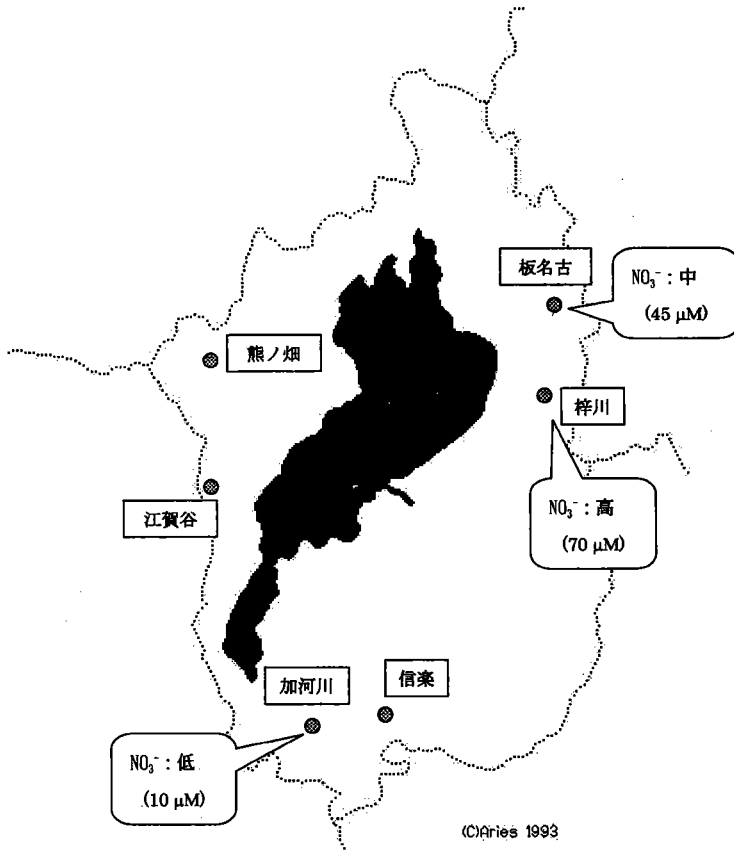 板名古
NO₃⁻：中
(45 μM)
熊ノ畑
梓川
江賀谷
NO₃⁻：高
(70 μM)
加河川
信楽
NO₃⁻：低
(10 μM)
(C)Aries 1993